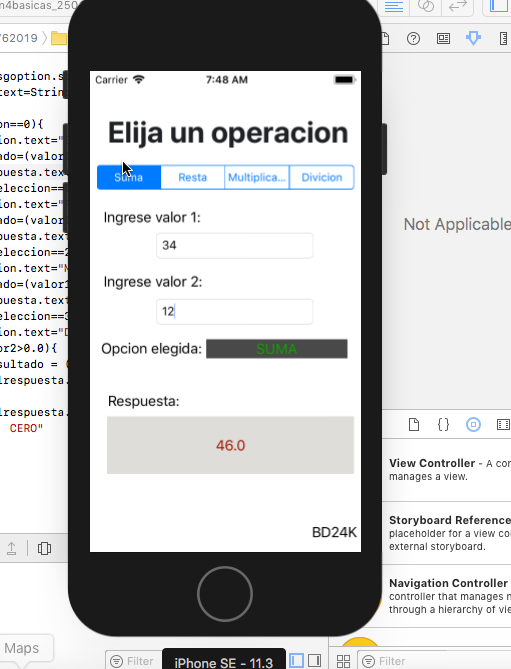 n4basicas_250
762019
sgoption.s
text=Strin
on==0){
ion.text="
ado=(valor
puesta.tex
eleccion==
ion.text="
ado=(valor
puesta.tex
eleccion==2
ion.text="M
ado=(valor1
puesta.text
eleccion==3
ion.text="D
or2>0.0){
sultado = (
lrespuesta.
lrespuesta.
CERO"
Carrier
7:48 AM
Elija un operacion
Suma
Resta
Multiplica...
Divicion
Ingrese valor 1:
34
Ingrese valor 2:
12
Opcion elegida:
SUMA
Respuesta:
46.0
BD24K
Not Applicable
{ }
View Controller - A con
manages a view.
Storyboard Reference
placeholder for a view co
external storyboard.
Navigation Controller
controller that manages n
through a hierarchy of vie
Maps
Filter
iPhone SE - 11.3
Filter